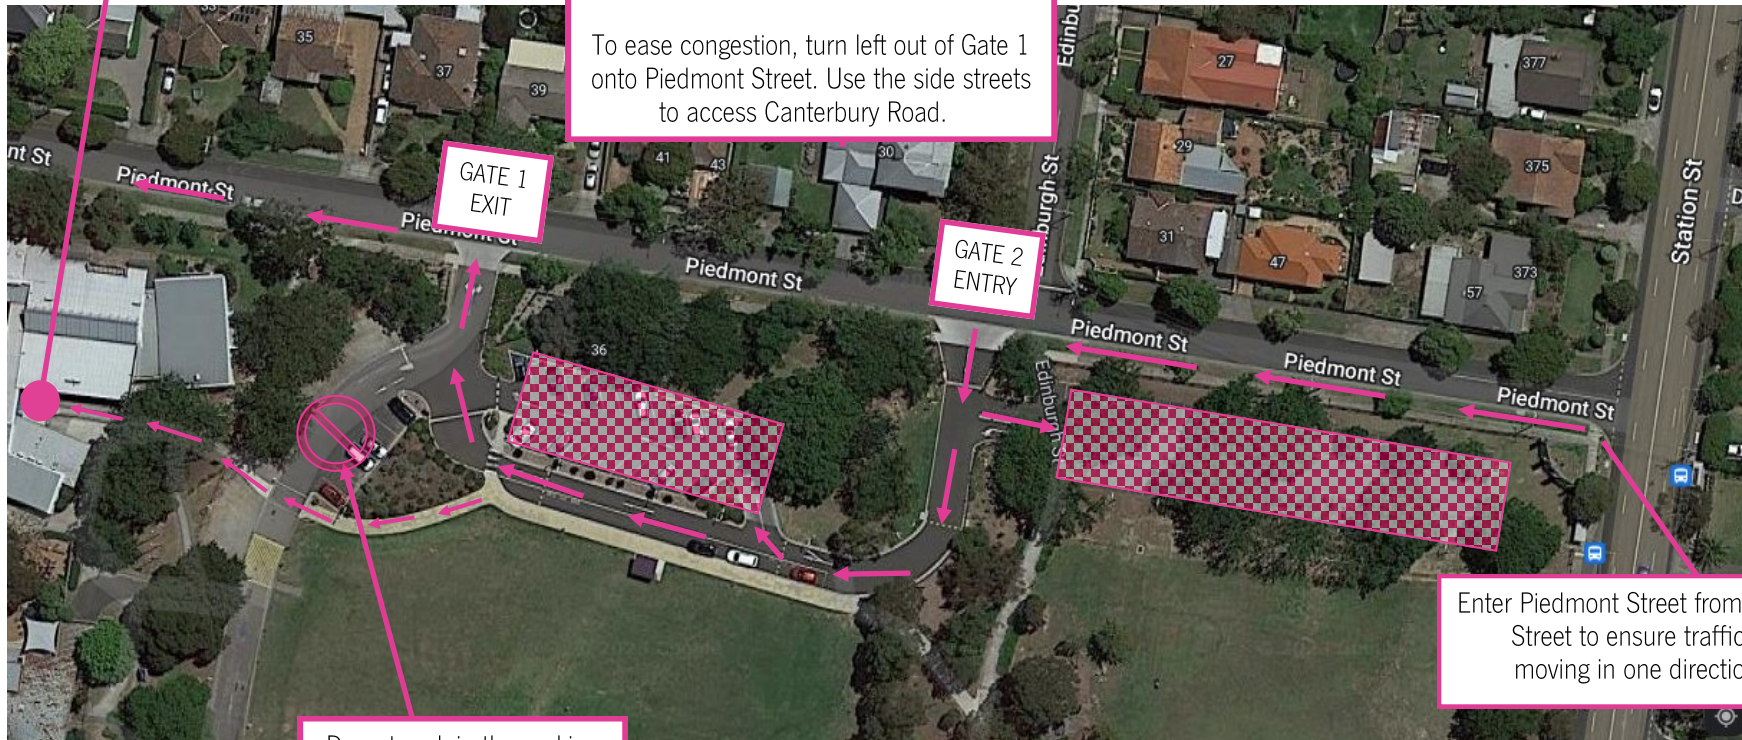 To ease congestion, turn left out of Gate 1
onto Piedmont Street. Use the side streets
to access Canterbury Road.
35
37
39
27
377
41
43
30
29
375
nt St
Piedmont St
GATE 1
EXIT
Edinburgh St
Station St
31
47
373
57
Piedmont St
GATE 2
ENTRY
Piedmont St
Piedmont St
Piedmont St
36
Enter Piedmont Street from
Street to ensure traffic
moving in one directio